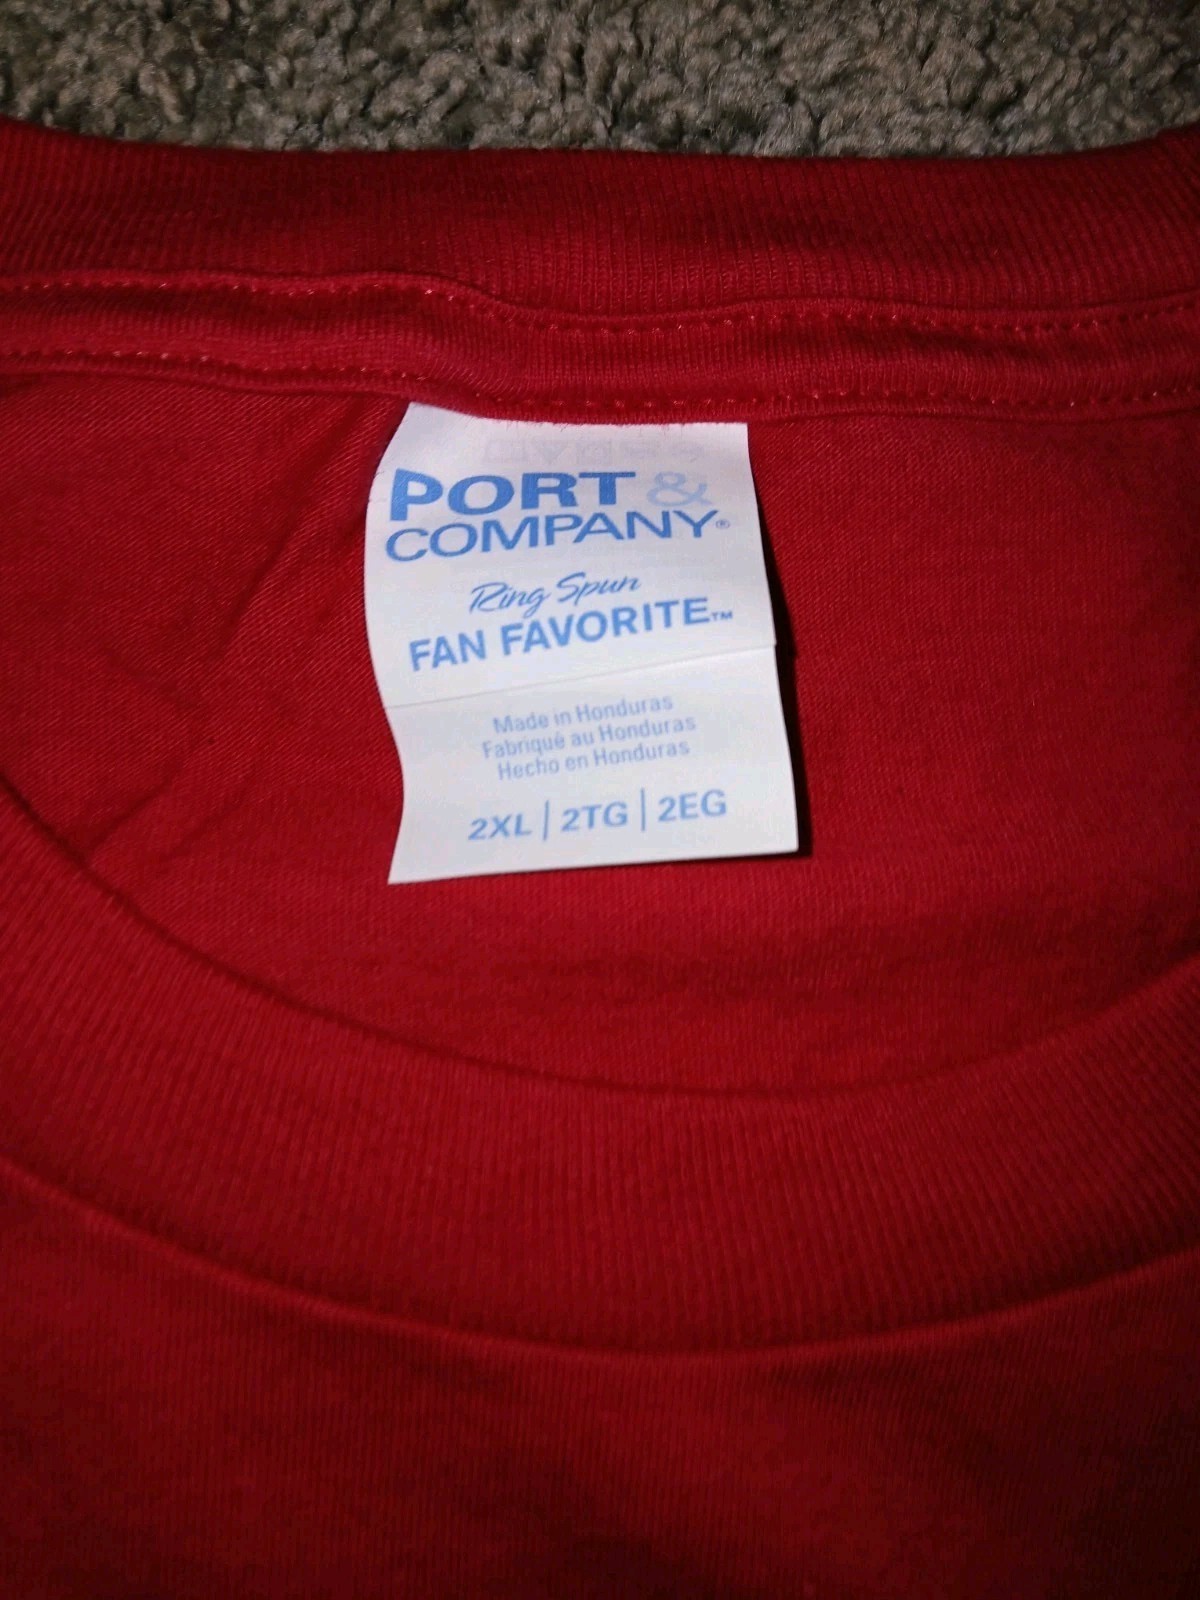 PORT &
COMPANY®
Ring Spun
FAN FAVORITE™
Made in Honduras
Fabriqué au Honduras
Hecho en Honduras
2XL | 2TG | 2EG